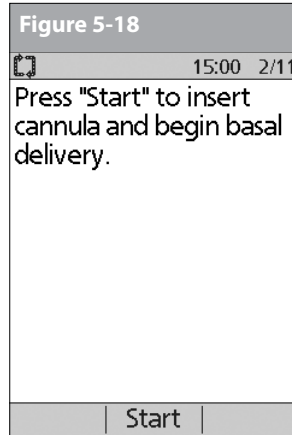 Figure 5-18
15:00 2/11
Press "Start" to insert
cannula and begin basal
delivery.
Start